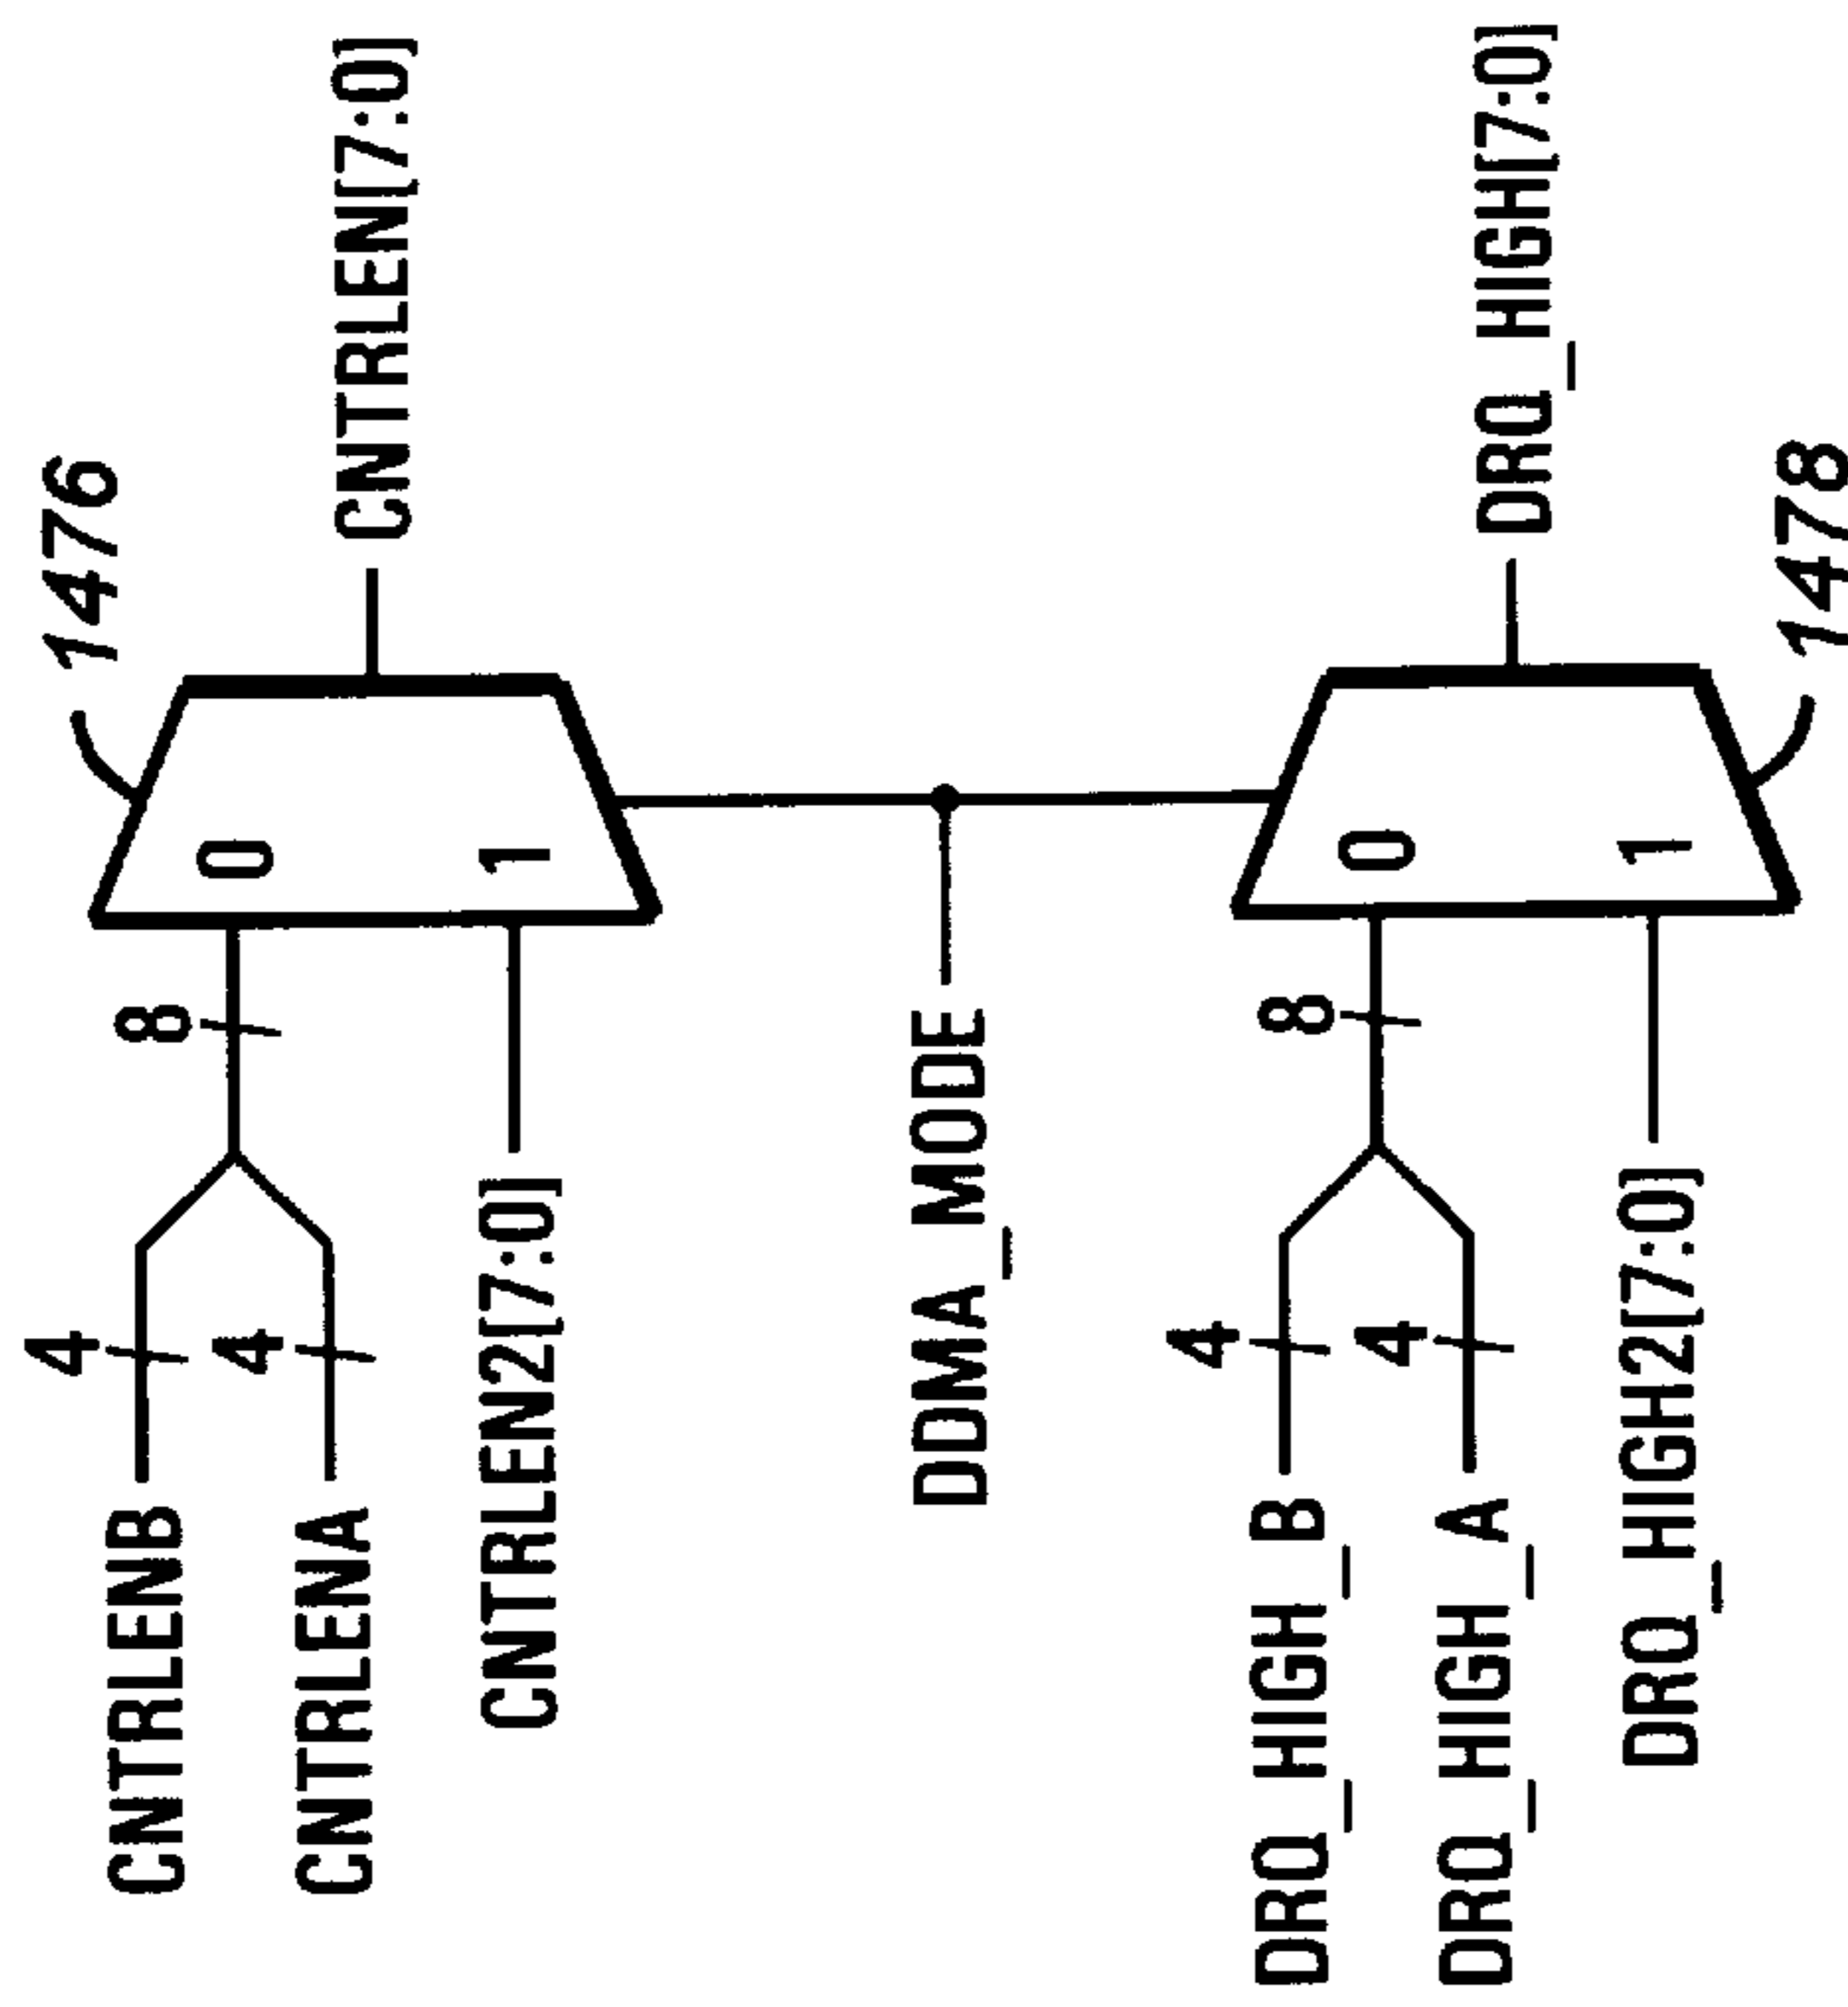 1476
CNTRLENB
4
8
0
CNTRLEN[7:0]
CNTRLENA
4
CNTRLEN2[7:0]
1
DDMA_MODE
DRQ_HIGH_B
4
8
0
DRQ_HIGH[7:0]
DRQ_HIGH_A
4
DRQ_HIGH2[7:0]
1
1478